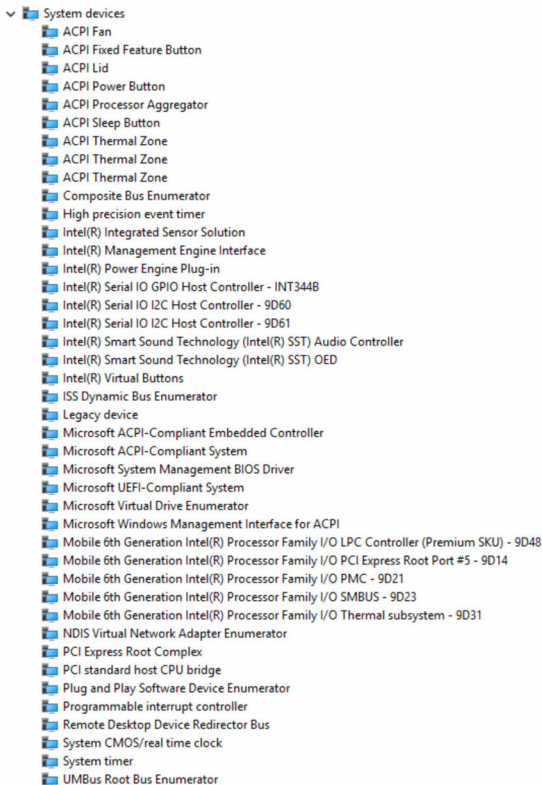 System devices
ACPI Fan
ACPI Fixed Feature Button
ACPI Lid
ACPI Power Button
ACPI Processor Aggregator
ACPI Sleep Button
ACPI Thermal Zone
ACPI Thermal Zone
ACPI Thermal Zone
Composite Bus Enumerator
High precision event timer
Intel(R) Integrated Sensor Solution
Intel(R) Management Engine Interface
Intel(R) Power Engine Plug-in
Intel(R) Serial IO GPIO Host Controller - INT344B
Intel(R) Serial IO I2C Host Controller - 9D60
Intel(R) Serial IO I2C Host Controller - 9D61
Intel(R) Smart Sound Technology (Intel(R) SST) Audio Controller
Intel(R) Smart Sound Technology (Intel(R) SST) OED
Intel(R) Virtual Buttons
ISS Dynamic Bus Enumerator
Legacy device
Microsoft ACPI-Compliant Embedded Controller
Microsoft ACPI-Compliant System
Microsoft System Management BIOS Driver
Microsoft UEFI-Compliant System
Microsoft Virtual Drive Enumerator
Microsoft Windows Management Interface for ACPI
Mobile 6th Generation Intel(R) Processor Family I/O LPC Controller (Premium SKU) - 9D48
Mobile 6th Generation Intel(R) Processor Family I/O PCI Express Root Port #5 - 9D14
Mobile 6th Generation Intel(R) Processor Family I/O PMC - 9D21
Mobile 6th Generation Intel(R) Processor Family I/O SMBUS - 9D23
Mobile 6th Generation Intel(R) Processor Family I/O Thermal subsystem - 9D31
NDIS Virtual Network Adapter Enumerator
PCI Express Root Complex
PCI standard host CPU bridge
Plug and Play Software Device Enumerator
Programmable interrupt controller
Remote Desktop Device Redirector Bus
System CMOS/real time clock
System timer
UMBus Root Bus Enumerator